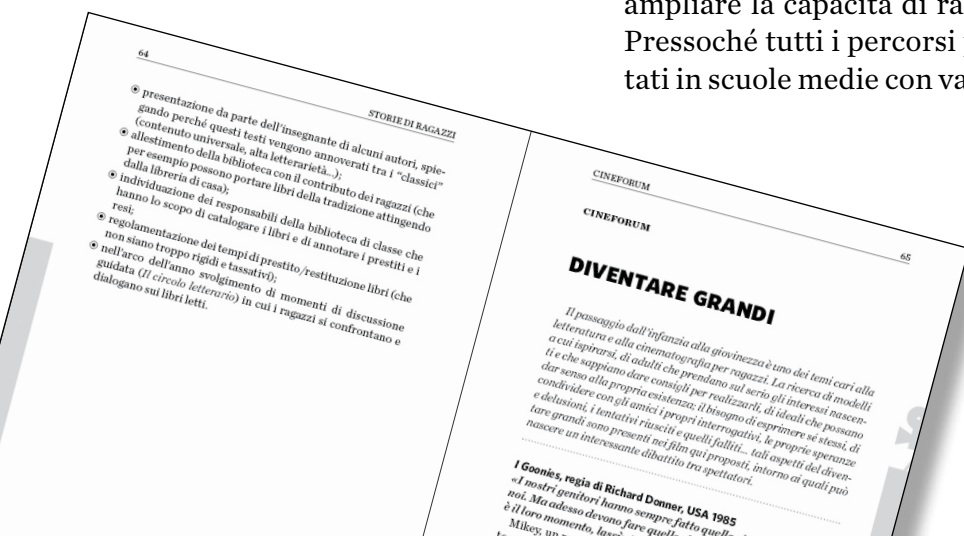 ampliare la capacità di ra
Pressoché tutti i percorsi
tati in scuole medie con va
64
STORIE DI RAGAZZI
presentazione da parte dell'insegnante di alcuni autori, spie-
gando perché questi testi vengono annoverati tra i "classici"
(contenuto universale, alta letterarietà...);
allestimento della biblioteca con il contributo dei ragazzi (che
per esempio possono portare libri della tradizione attingendo
dalla libreria di casa);
individuazione dei responsabili della biblioteca di classe che
hanno lo scopo di catalogare i libri e di annotare i prestiti e i
resi;
regolamentazione dei tempi di prestito/restituzione libri (che
non siano troppo rigidi e tassativi);
nell'arco dell'anno svolgimento di momenti di discussione
guidata (Il circolo letterario) in cui i ragazzi si confrontano e
dialogano sui libri letti.
CINEFORUM
65
CINEFORUM
DIVENTARE GRANDI
Il passaggio dall'infanzia alla giovinezza è uno dei temi cari alla
letteratura e alla cinematografia per ragazzi. La ricerca di modelli
a cui ispirarsi, di adulti che prendano sul serio gli interessi nascen-
ti e che sappiano dare consigli per realizzarli, di ideali che possano
dar senso alla propria esistenza; il bisogno di esprimere sé stessi, di
condividere con gli amici i propri interrogativi, le proprie speranze
e delusioni, i tentativi riusciti e quelli falliti... tali aspetti del diven-
tare grandi sono presenti nei film qui proposti, intorno ai quali può
nascere un interessante dibattito tra spettatori.
I Goonies, regia di Richard Donner, USA 1985
«I nostri genitori hanno sempre fatto quello
noi. Ma adesso devono fare quello
è il loro momento,
Mikey, un